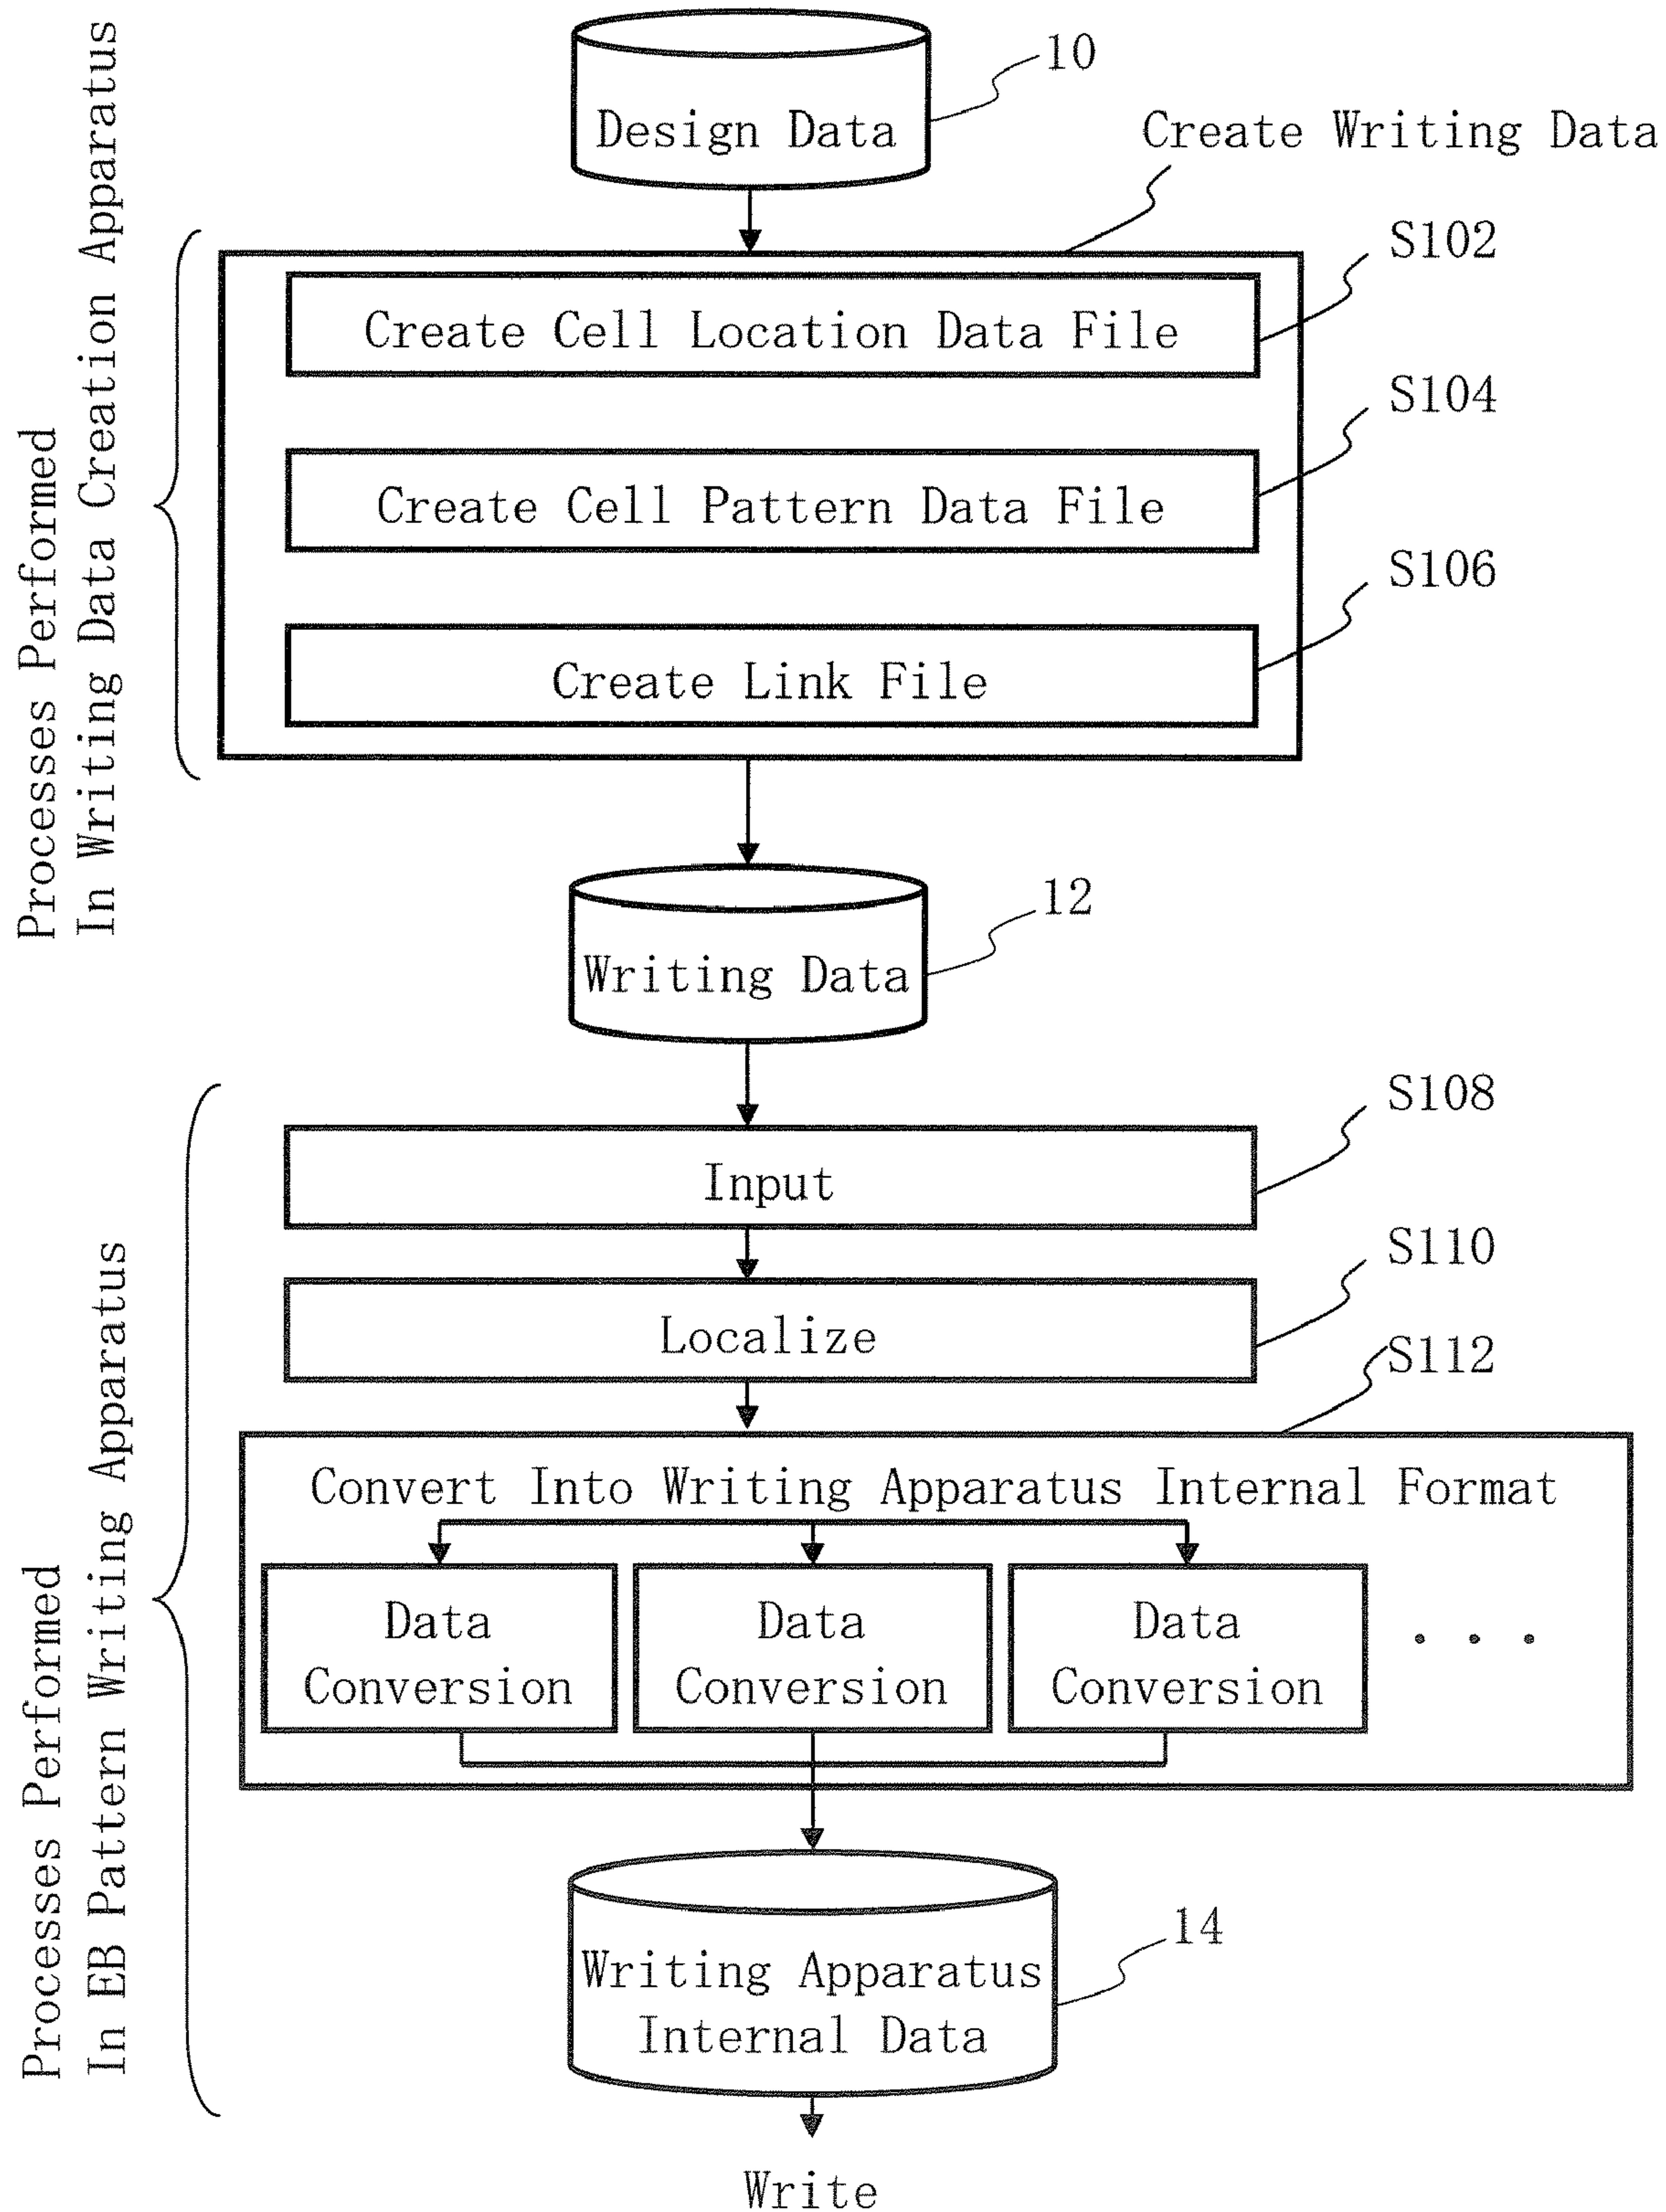 Design Data
10
Create Writing Data
Processes Performed
In Writing Data Creation Apparatus
S102
Create Cell Location Data File
S104
Create Cell Pattern Data File
S106
Create Link File
12
Writing Data
Processes Performed
In EB Pattern Writing Apparatus
S108
Input
S110
Localize
S112
Convert Into Writing Apparatus Internal Format
Data
Conversion
Data
Conversion
Data
Conversion
. . .
14
Writing Apparatus
Internal Data
Write